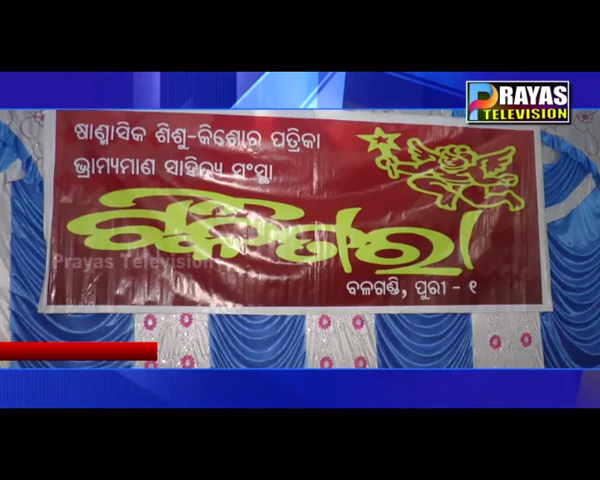 PRAYAS
TELEVISION
ଷାଣ୍ମାସିକ ଶିଶୁ-କିଶୋର ପତ୍ରିକା
ଭ୍ରାମ୍ୟମାଣ ସାହିତ୍ୟ ସଂସ୍ଥା
Prayas Television
ବଳଗଣ୍ଡି, ପୁରୀ - ୧